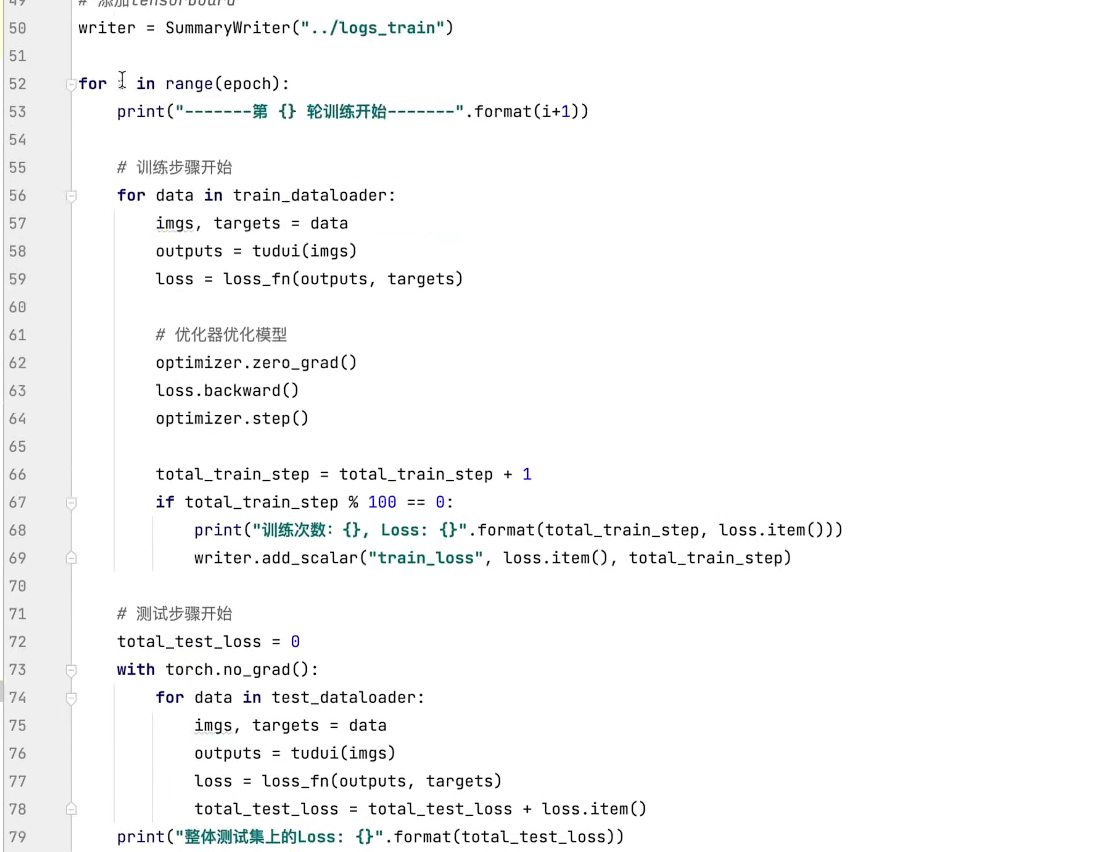 49 # 添加tensorboard
50 writer = SummaryWriter("../logs_train")
51
52 for i in range(epoch):
53     print("-------第 {} 轮训练开始-------".format(i+1))
54
55     # 训练步骤开始
56     for data in train_dataloader:
57         imgs, targets = data
58         outputs = tudui(imgs)
59         loss = loss_fn(outputs, targets)
60
61         # 优化器优化模型
62         optimizer.zero_grad()
63         loss.backward()
64         optimizer.step()
65
66         total_train_step = total_train_step + 1
67         if total_train_step % 100 == 0:
68             print("训练次数: {}, Loss: {}".format(total_train_step, loss.item()))
69             writer.add_scalar("train_loss", loss.item(), total_train_step)
70
71     # 测试步骤开始
72     total_test_loss = 0
73     with torch.no_grad():
74         for data in test_dataloader:
75             imgs, targets = data
76             outputs = tudui(imgs)
77             loss = loss_fn(outputs, targets)
78             total_test_loss = total_test_loss + loss.item()
79     print("整体测试集上的Loss: {}".format(total_test_loss))